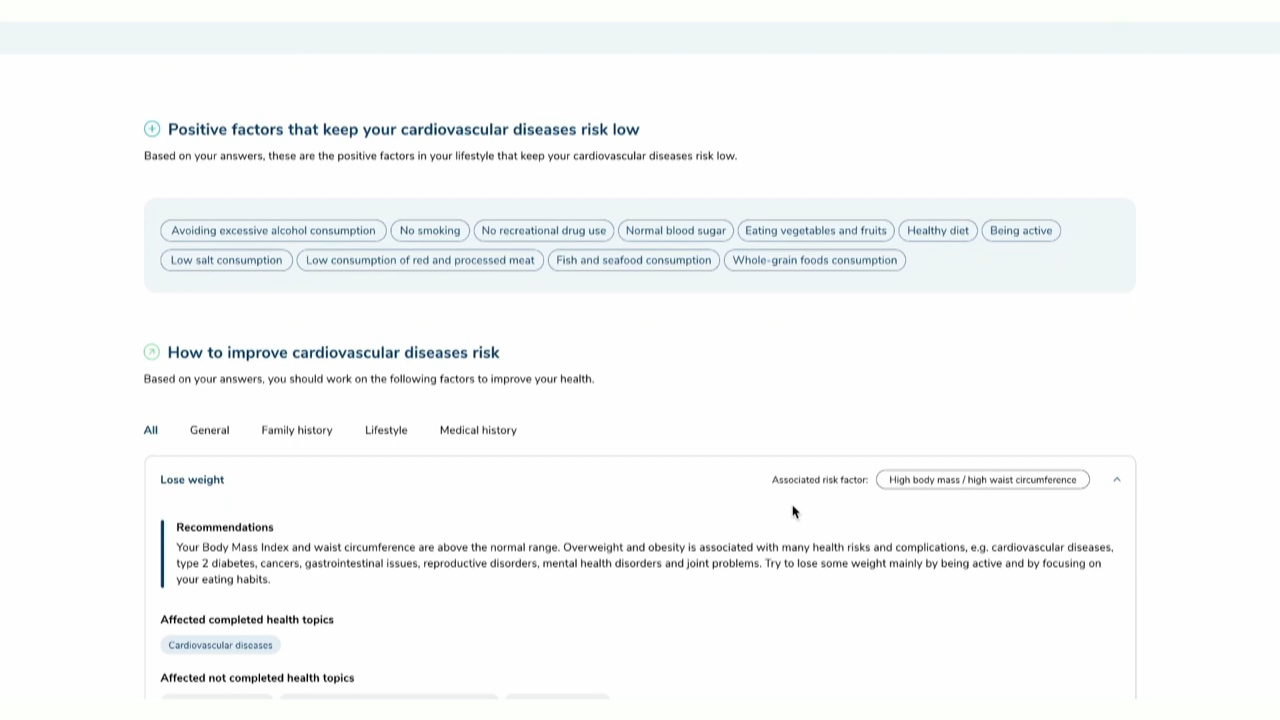 Positive factors that keep your cardiovascular diseases risk low
Based on your answers, these are the positive factors in your lifestyle that keep your cardiovascular diseases risk low.
Avoiding excessive alcohol consumption No smoking No recreational drug use Normal blood sugar Eating vegetables and fruits Healthy diet Being active
Low salt consumption Low consumption of red and processed meat Fish and seafood consumption Whole-grain foods consumption
How to improve cardiovascular diseases risk
Based on your answers, you should work on the following factors to improve your health.
All General Family history Lifestyle Medical history
Lose weight Associated risk factor: High body mass / high waist circumference
Recommendations
Your Body Mass Index and waist circumference are above the normal range. Overweight and obesity is associated with many health risks and complications, e.g. cardiovascular diseases,
type 2 diabetes, cancers, gastrointestinal issues, reproductive disorders, mental health disorders and joint problems. Try to lose some weight mainly by being active and by focusing on
your eating habits.
Affected completed health topics
Cardiovascular diseases
Affected not completed health topics